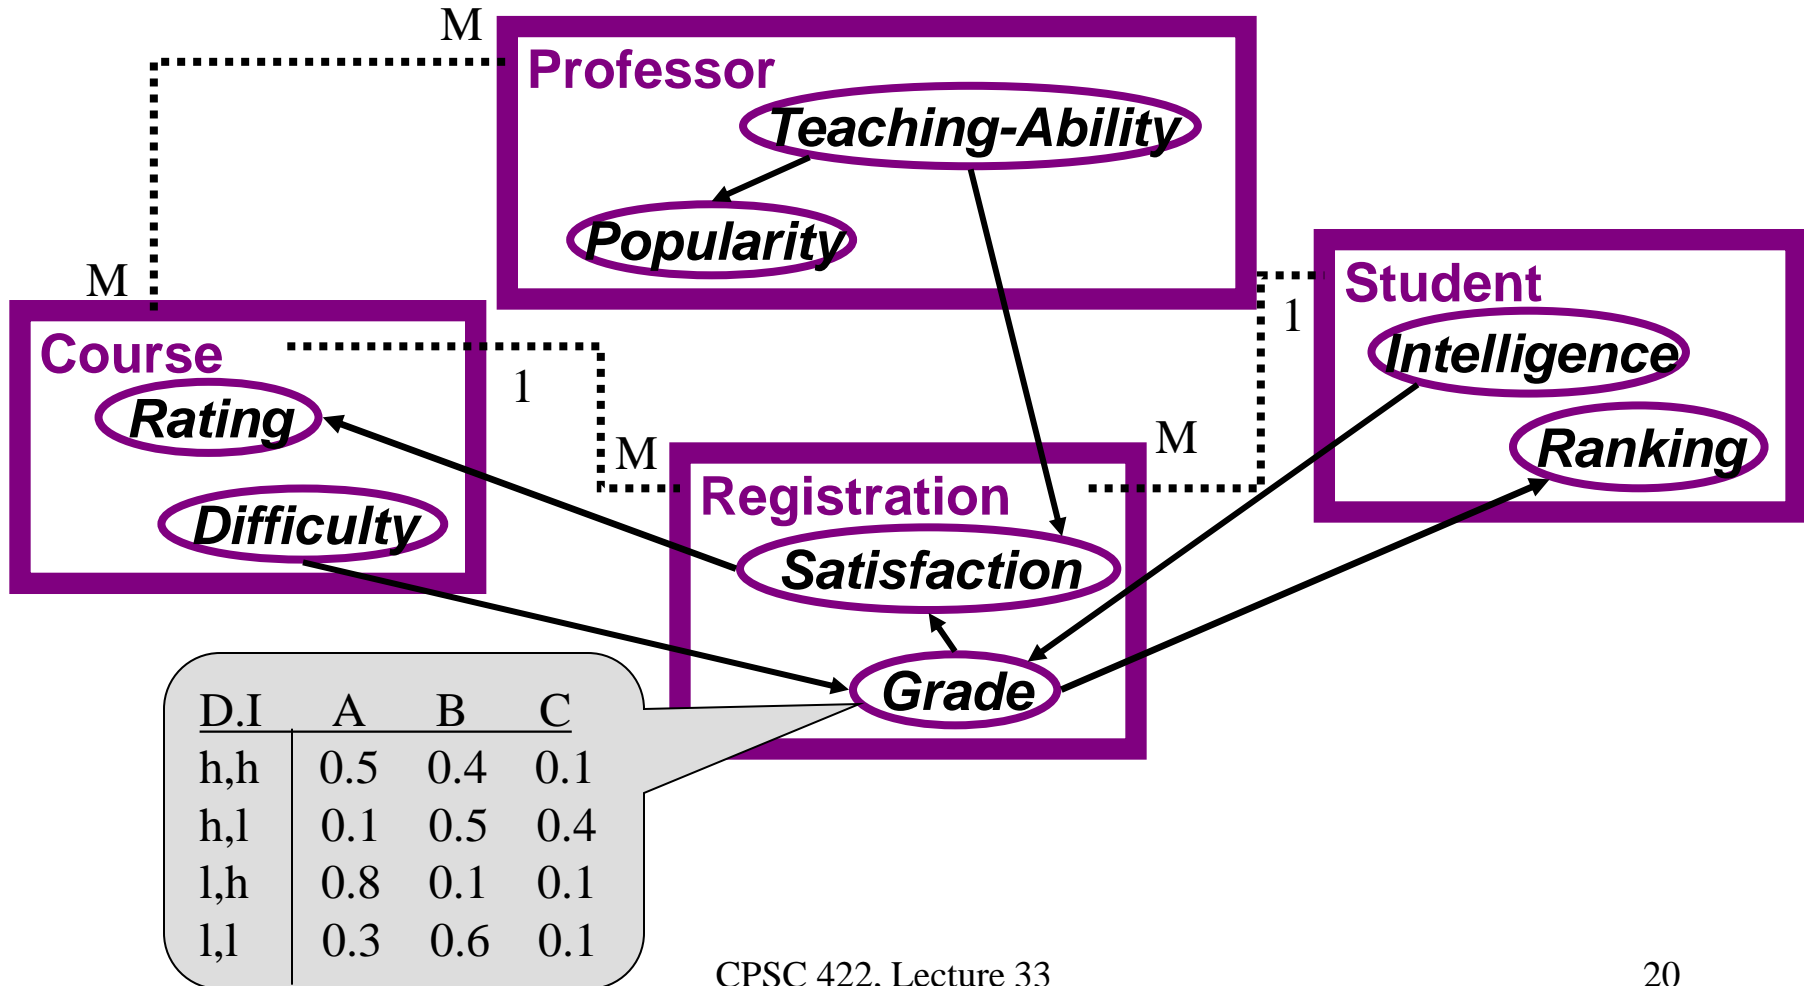 M
Professor
Teaching-Ability
Popularity
M
Student
1
Intelligence
Course
1
Rating
Ranking
M
M
Registration
Difficulty
Satisfaction
Grade
D.I A B C
h,h 0.5 0.4 0.1
h,l 0.1 0.5 0.4
l,h 0.8 0.1 0.1
l,l 0.3 0.6 0.1
CPSC 422, Lecture 33
20